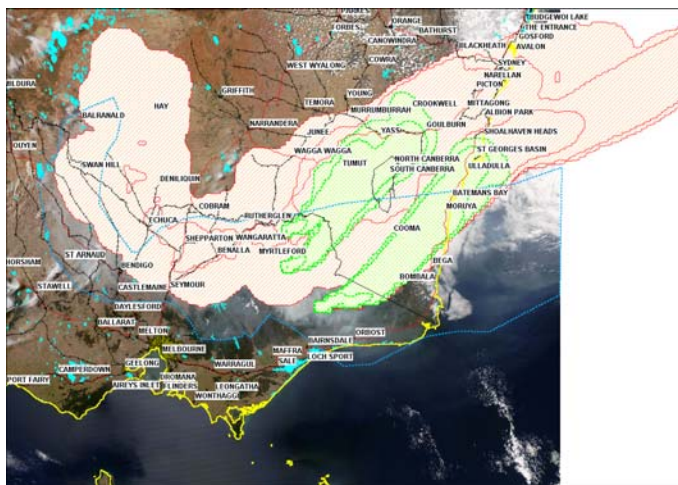 PARKES
BUDGEWOI LAKE
ORANGE
THE ENTRANCE
FORBES
BATHURST
GOSFORD
CANOWINDRA
BLACKHEATH
AVALON
COWRA
SYDNEY
WEST WYALONG
NARELLAN
MILDURA
PICTON
GRIFFITH
YOUNG
HAY
TEMORA
CROOKWELL
MITTAGONG
MURRUMBURRAH
ALBION PARK
BALRANALD
NARRANDERA
GOULBURN
JUNEE
YASS
SHOALHAVEN HEADS
OUYEN
WAGGA WAGGA
ST GEORGES BASIN
SWAN HILL
TUMUT
NORTH CANBERRA
ULLADULLA
SOUTH CANBERRA
DENILIQUIN
BATEMANS BAY
COBRAM
MORUYA
ECHUCA
RUTHERGLEN
COOMA
SHEPPARTON
WANGARATTA
BENALLA
MYRTLEFORD
ST ARNAUD
BEGA
HORSHAM
BENDIGO
BOMBALA
STAWELL
CASTLEMAINE
SEYMOUR
DAYLESFORD
BALLARAT
ORBOST
MELTON
BAIRNSDALE
MELBOURNE
MAFFRA
GEELONG
SALE
LOCH SPORT
CAMPERDOWN
WARRAGUL
DROMANA
PORT FAIRY
AIREYS INLET
FLINDERS
LEONGATHA
WONTHAGGI